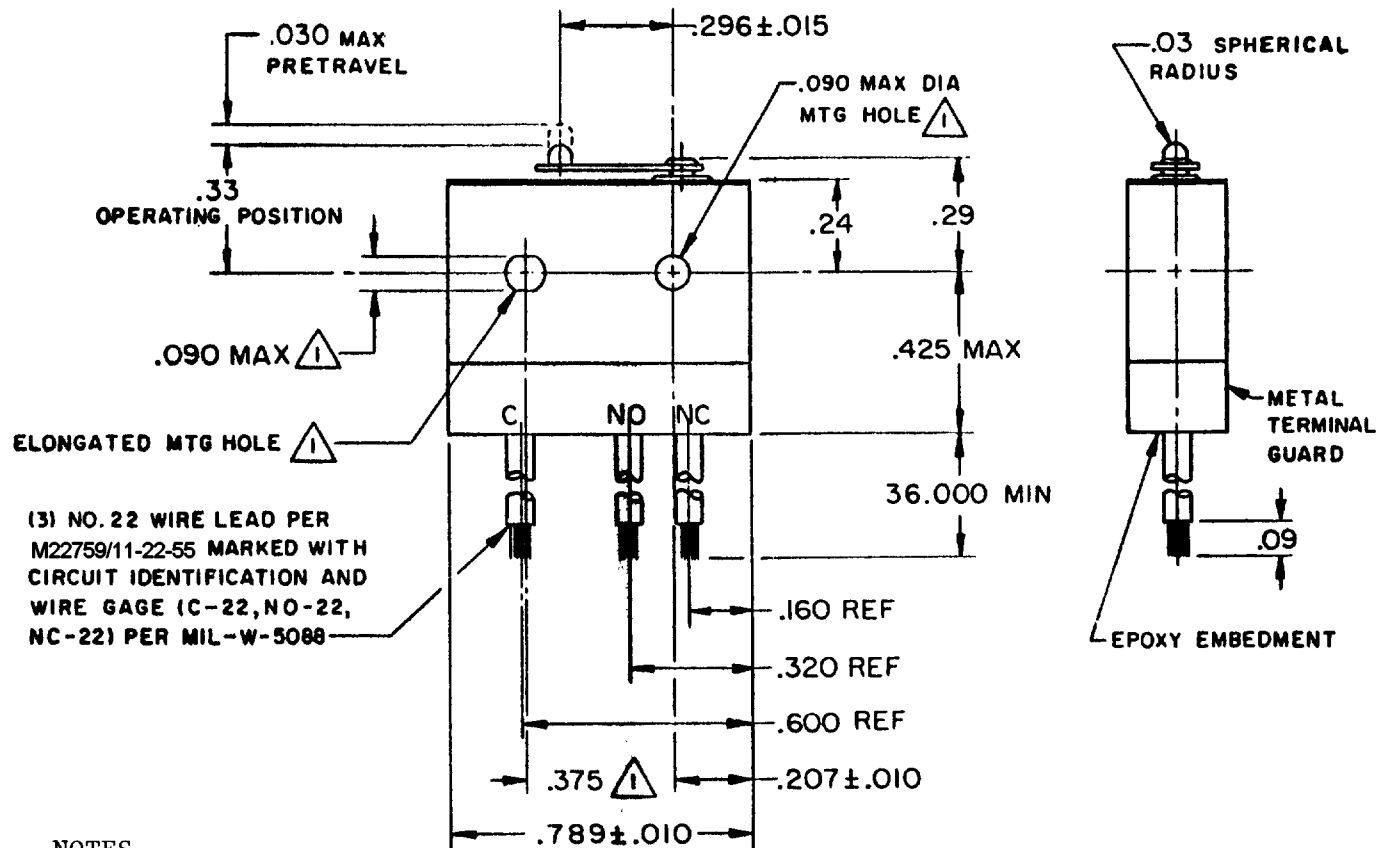 .030 MAX
PRETRAVEL
.296±.015
.090 MAX DIA
MTG HOLE 1
.03 SPHERICAL
RADIUS
.33
OPERATING POSITION
.24
.29
.090 MAX 1
.425 MAX
ELONGATED MTG HOLE 1
C NO NC
METAL
TERMINAL
GUARD
36.000 MIN
(3) NO. 22 WIRE LEAD PER
M22759/11-22-55 MARKED WITH
CIRCUIT IDENTIFICATION AND
WIRE GAGE (C-22, NO-22,
NC-22) PER MIL-W-5088
.09
.160 REF
EPOXY EMBEDMENT
.320 REF
.600 REF
.375 1
.207±.010
.789±.010
NOTES